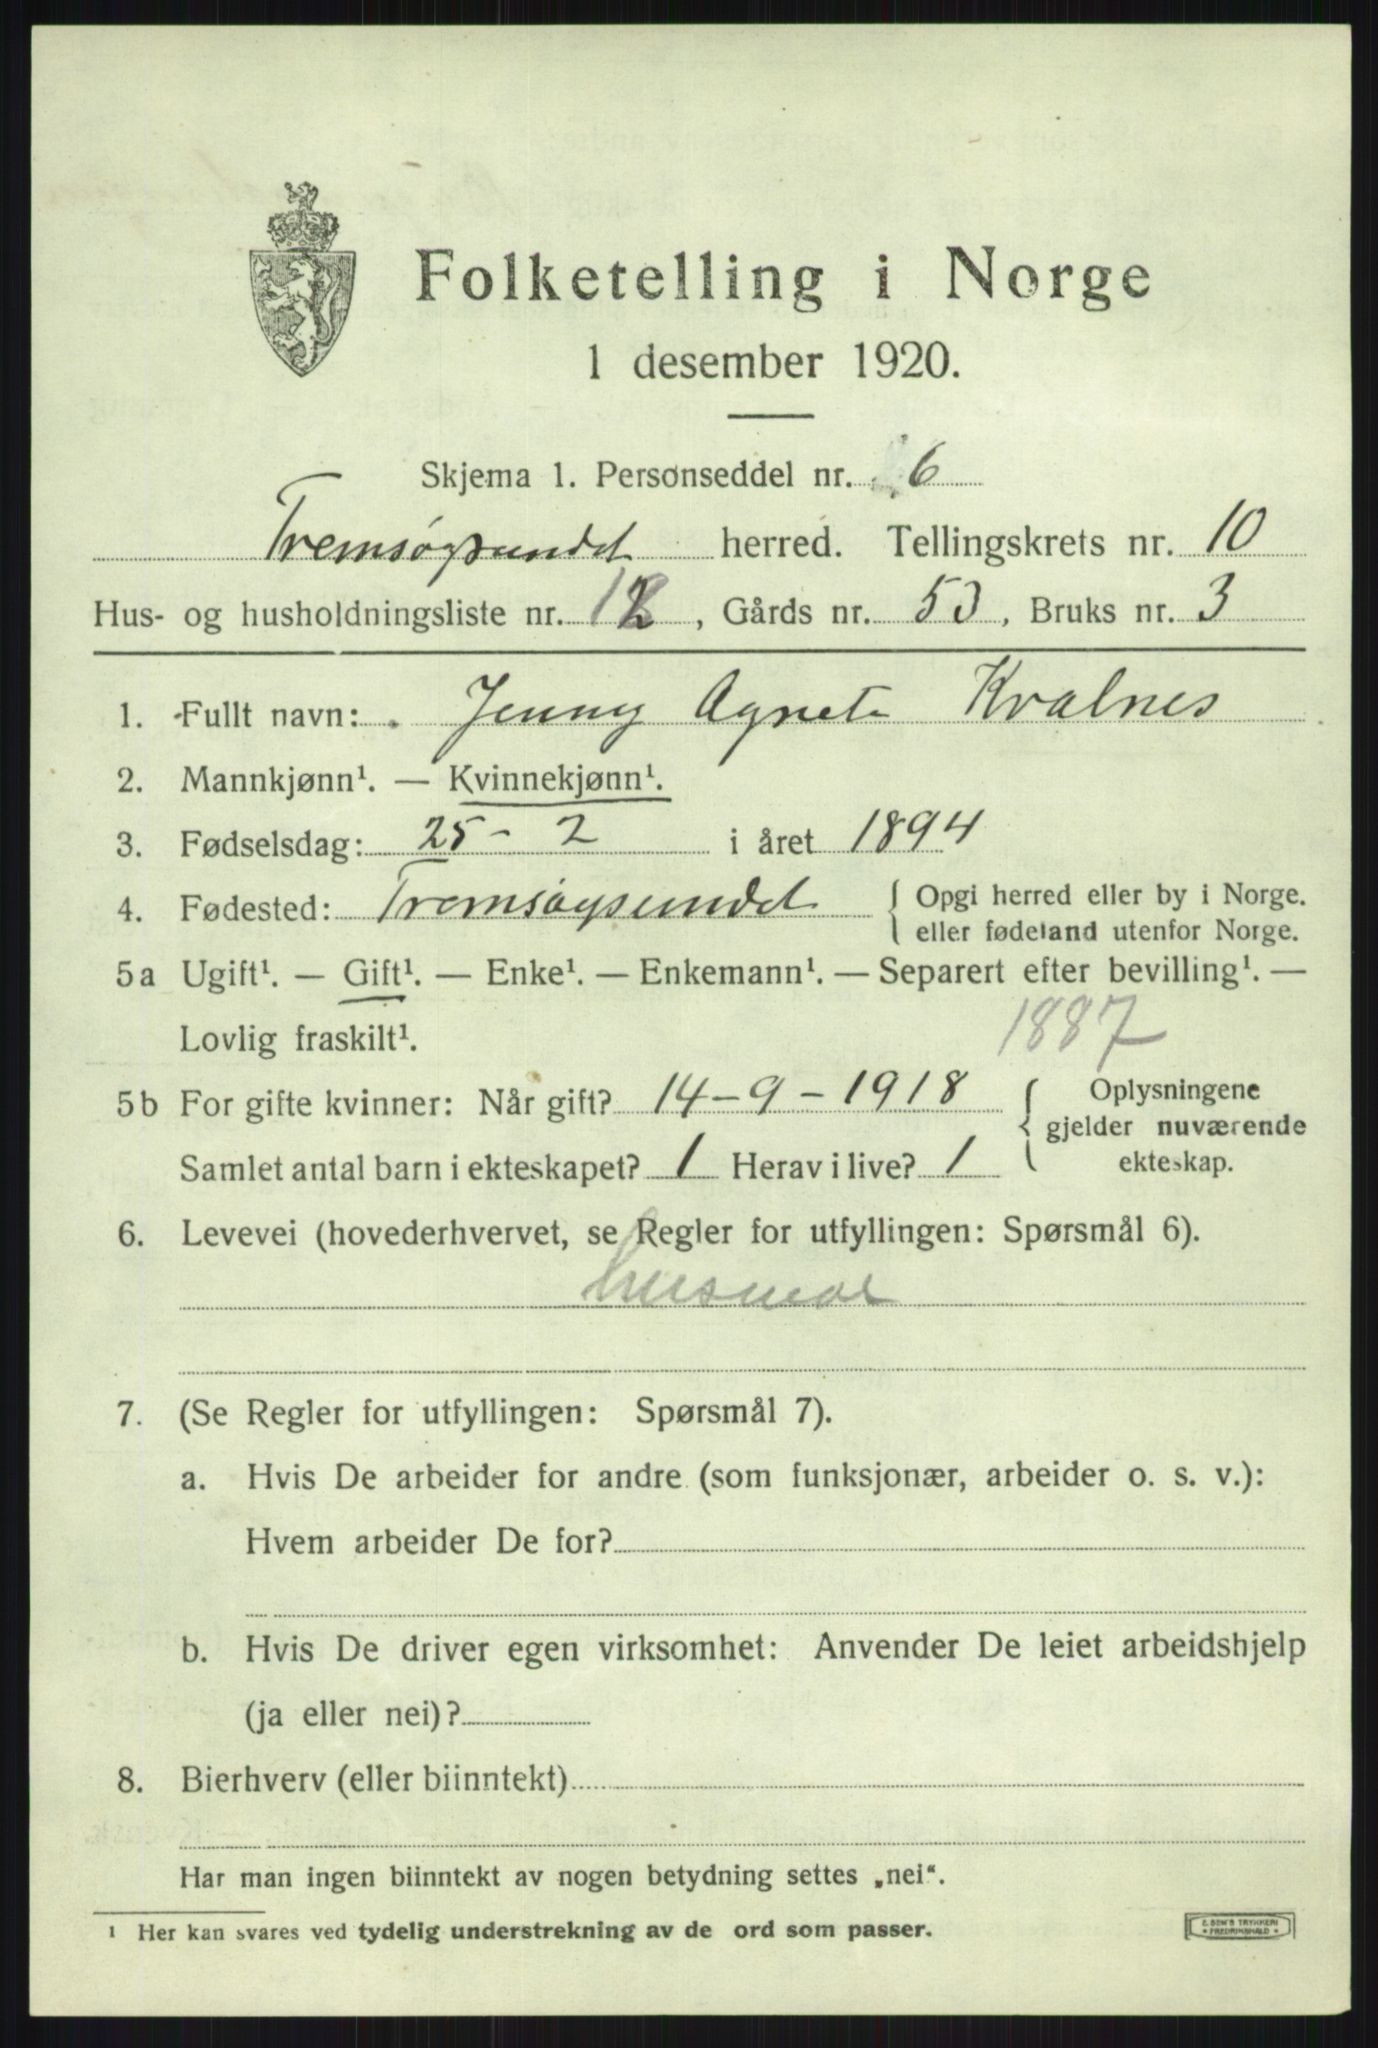 Folketelling i Norge
1 desember 1920.
Skjema 1. Personseddel nr. 6
Tromsøysundet herred. Tellingskrets nr. 10
Hus- og husholdningsliste nr. 12, Gårds nr. 53, Bruks nr. 3
1. Fullt navn: Jenny Agnete Kvalnes
2. Mannkjønn¹. — Kvinnekjønn¹.
3. Fødselsdag: 25 - 2 i året 1894
4. Fødested: Tromsøysundet { Opgi herred eller by i Norge.
eller fødeland utenfor Norge.
5a Ugift¹. — Gift¹. — Enke¹. — Enkemann¹. — Separert efter bevilling¹. —
Lovlig fraskilt¹. 1887
5b For gifte kvinner: Når gift? 14 - 9 - 1918 { Oplysningene
gjelder nuværende
Samlet antal barn i ekteskapet? 1 Herav i live? 1 ekteskap.
6. Levevei (hovederhvervet, se Regler for utfyllingen: Spørsmål 6).
husmor
7. (Se Regler for utfyllingen: Spørsmål 7).
a. Hvis De arbeider for andre (som funksjonær, arbeider o. s. v.):
Hvem arbeider De for?
b. Hvis De driver egen virksomhet: Anvender De leiet arbeidshjelp
(ja eller nei)?
8. Bierhverv (eller biinntekt)
Har man ingen biinntekt av nogen betydning settes „nei“.
¹ Her kan svares ved tydelig understrekning av de ord som passer.
E. SEM'S TRYKKERI
• FREDRIKSHALD •